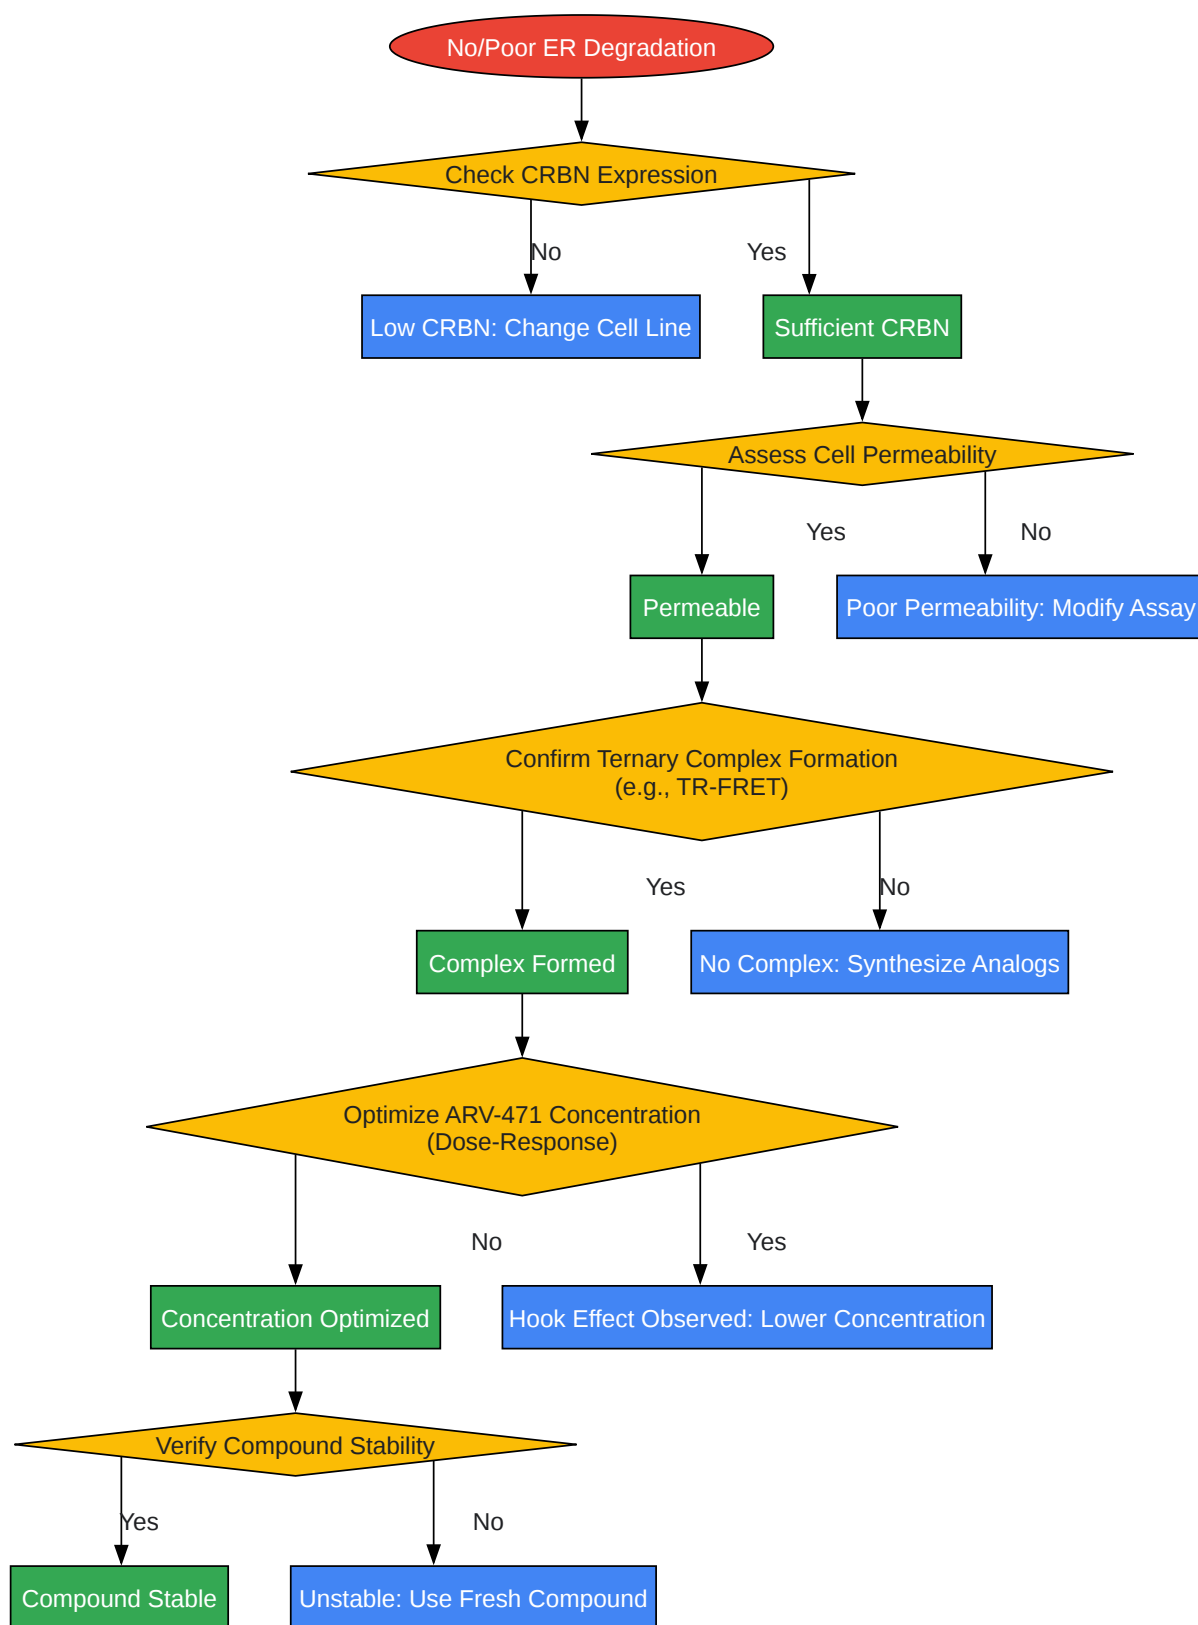 No/Poor ER Degradation
Check CRBN Expression
No
Yes
Low CRBN: Change Cell Line
Sufficient CRBN
Assess Cell Permeability
Yes
No
Permeable
Poor Permeability: Modify Assay
Confirm Ternary Complex Formation
(e.g., TR-FRET)
Yes
No
Complex Formed
No Complex: Synthesize Analogs
Optimize ARV-471 Concentration
(Dose-Response)
No
Yes
Concentration Optimized
Hook Effect Observed: Lower Concentration
Verify Compound Stability
Yes
No
Compound Stable
Unstable: Use Fresh Compound